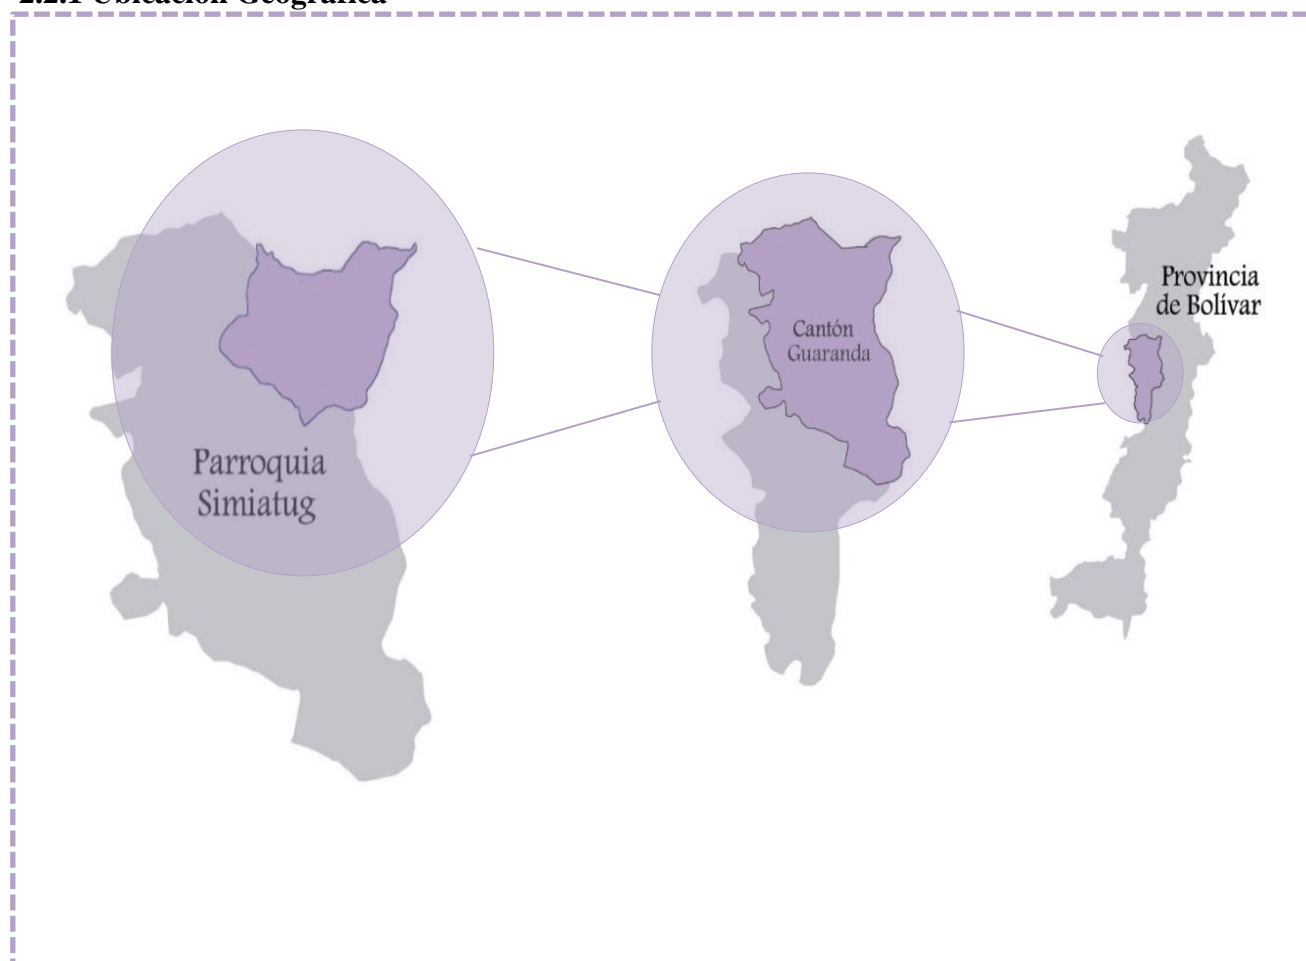 2.2.1 Ubicación Geográfica
Parroquia
Simiatug
Cantón
Guaranda
Provincia
de Bolívar